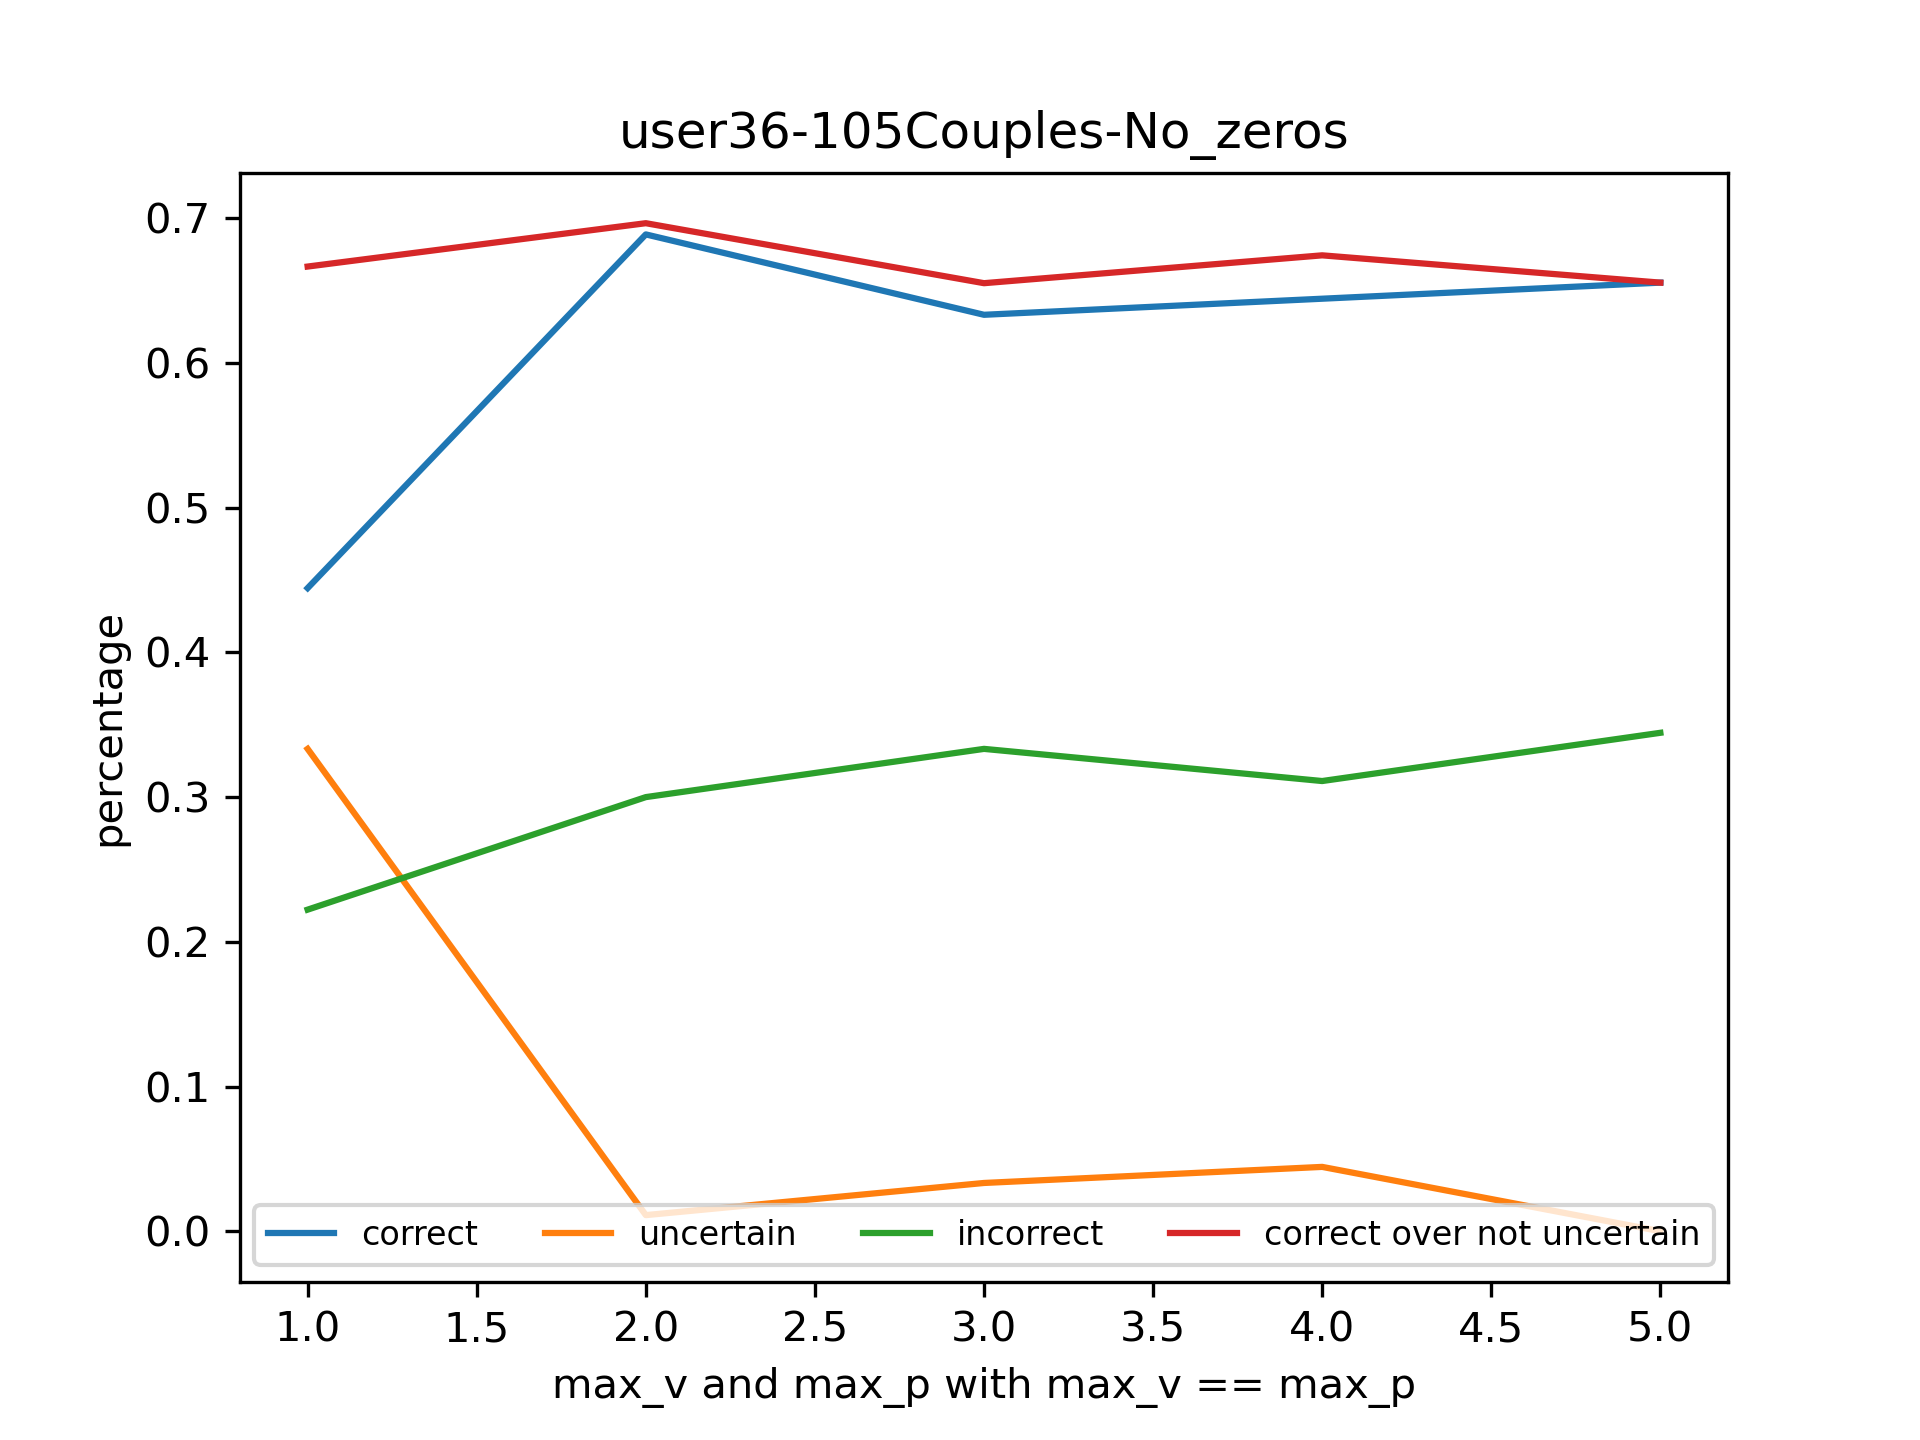 user36-105Couples-No_zeros
percentage
0.7
0.6
0.5
0.4
0.3
0.2
0.1
0.0
correct uncertain incorrect correct over not uncertain
1.0 1.5 2.0 2.5 3.0 3.5 4.0 4.5 5.0
max_v and max_p with max_v == max_p